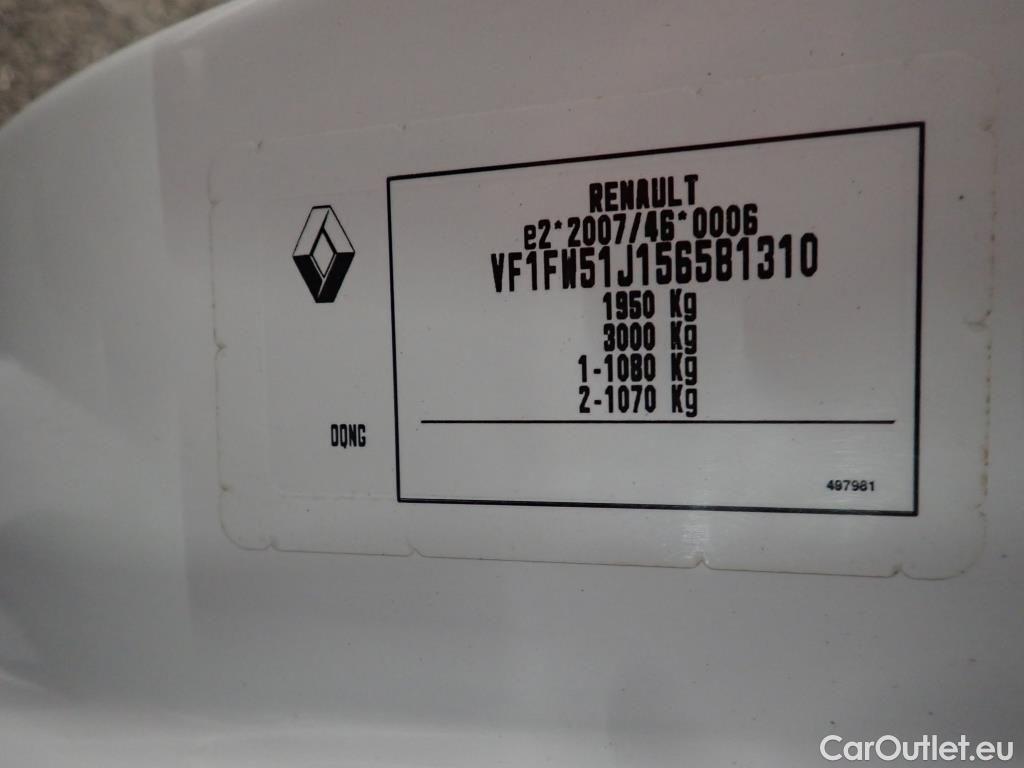 RENAULT
e2*2007/46*0006
VF1FW51J156581310
1950 Kg
3000 Kg
1-1080 Kg
2-1070 Kg
DQNG
497981
CarOutlet.eu